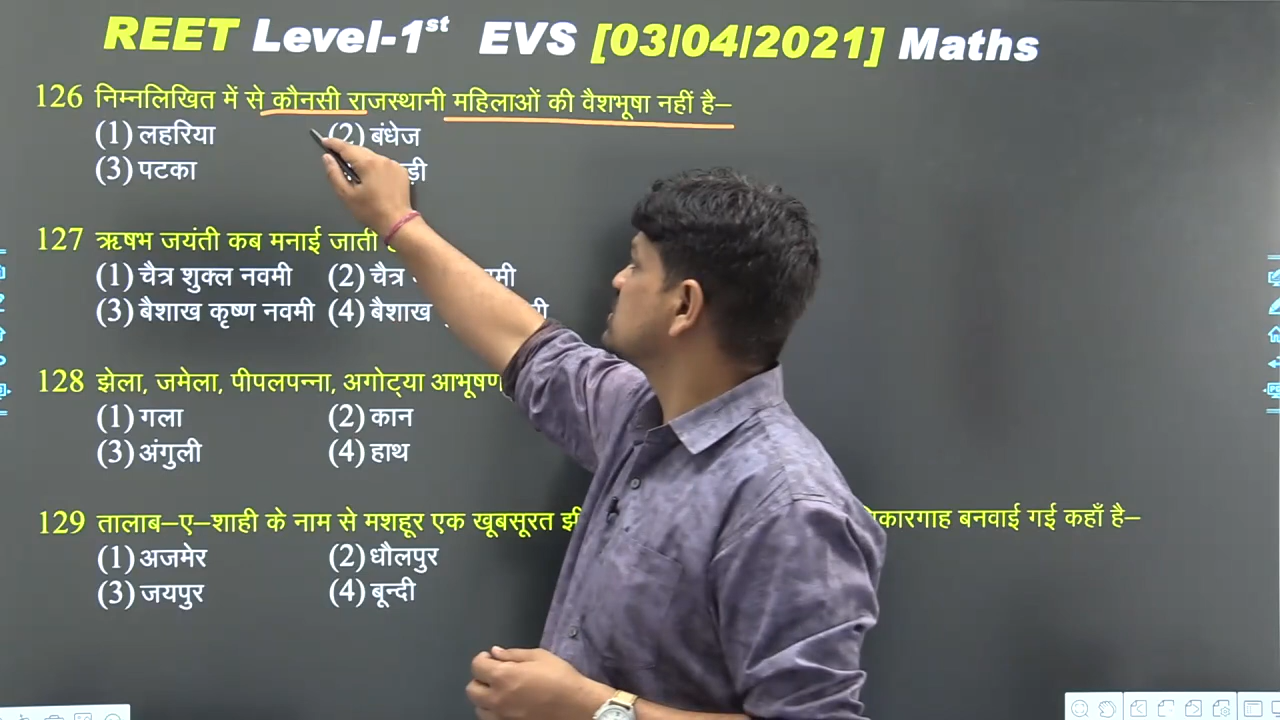 REET Level-1st EVS [03/04/2021] Maths
126 निम्नलिखित में से कौनसी राजस्थानी महिलाओं की वैशभूषा नहीं है–
(1) लहरिया (2) बंधेज
(3) पटका
127 ऋषभ जयंती कब मनाई जाती
(1) चैत्र शुक्ल नवमी (2) चैत्र
(3) बैशाख कृष्ण नवमी (4) बैशाख
128 झेला, जमेला, पीपलपन्ना, अगोट्या आभूषण
(1) गला (2) कान
(3) अंगुली (4) हाथ
129 तालाब–ए–शाही के नाम से मशहूर एक खूबसूरत बनवाई गई कहाँ है–
(1) अजमेर (2) धौलपुर
(3) जयपुर (4) बून्दी